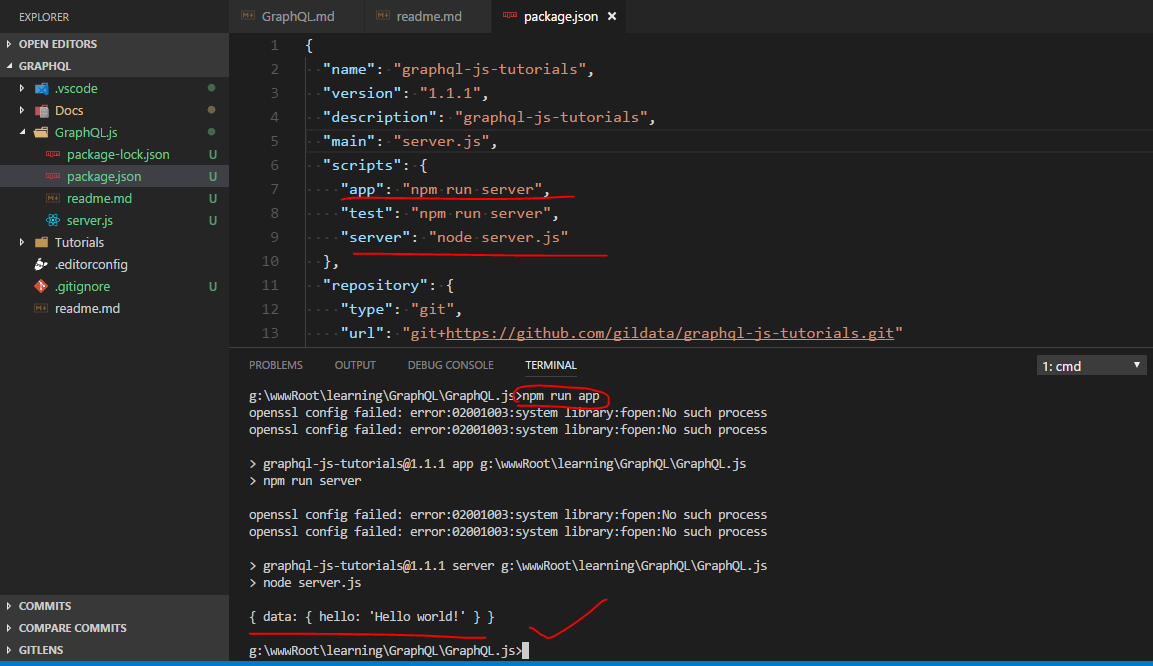 EXPLORER
OPEN EDITORS
GRAPHQL
.vscode
Docs
GraphQL.js
package-lock.json U
package.json U
readme.md U
server.js U
Tutorials
.editorconfig
.gitignore U
readme.md
COMMITS
COMPARE COMMITS
GITLENS
GraphQL.md readme.md package.json ×
1 {
2 "name": "graphql-js-tutorials",
3 "version": "1.1.1",
4 "description": "graphql-js-tutorials",
5 "main": "server.js",
6 "scripts": {
7 "app": "npm run server",
8 "test": "npm run server",
9 "server": "node server.js"
10 },
11 "repository": {
12 "type": "git",
13 "url": "git+https://github.com/gildata/graphql-js-tutorials.git"
PROBLEMS OUTPUT DEBUG CONSOLE TERMINAL 1: cmd
g:\wwwRoot\learning\GraphQL\GraphQL.js>npm run app
openssl config failed: error:02001003:system library:fopen:No such process
openssl config failed: error:02001003:system library:fopen:No such process
> graphql-js-tutorials@1.1.1 app g:\wwwRoot\learning\GraphQL\GraphQL.js
> npm run server
openssl config failed: error:02001003:system library:fopen:No such process
openssl config failed: error:02001003:system library:fopen:No such process
> graphql-js-tutorials@1.1.1 server g:\wwwRoot\learning\GraphQL\GraphQL.js
> node server.js
{ data: { hello: 'Hello world!' } }
g:\wwwRoot\learning\GraphQL\GraphQL.js>